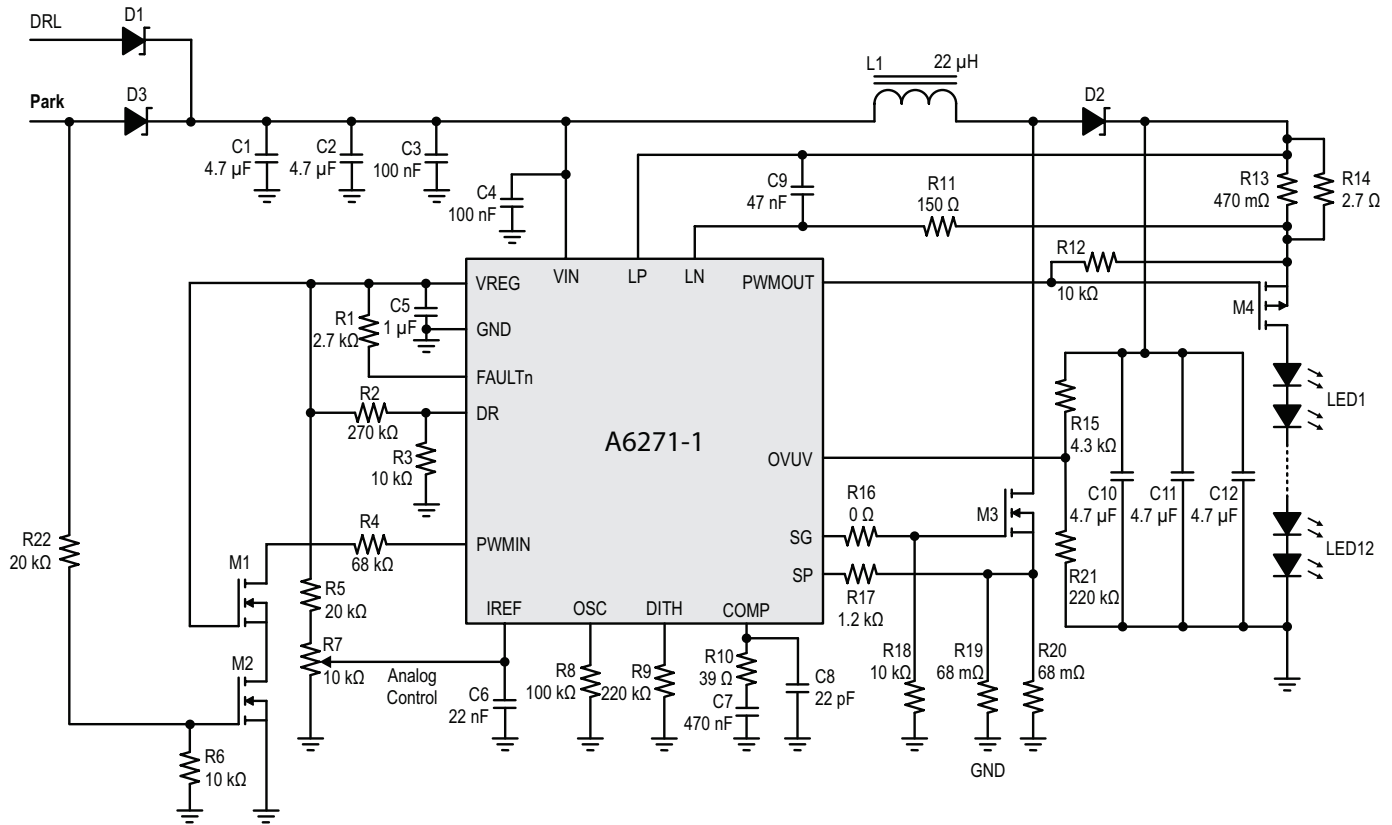 DRL
D1
Park
D3
C1
4.7 µF
C2
4.7 µF
C3
100 nF
C4
100 nF
L1
22 µH
D2
C9
47 nF
R11
150 Ω
R13
470 mΩ
R14
2.7 Ω
R12
10 kΩ
M4
VREG
VIN
LP
LN
PWMOUT
R1
2.7 kΩ
C5
1 µF
GND
FAULTn
R2
270 kΩ
DR
R3
10 kΩ
A6271-1
OVUV
R15
4.3 kΩ
LED1
C10
4.7 µF
C11
4.7 µF
C12
4.7 µF
R22
20 kΩ
M1
R4
68 kΩ
PWMIN
SG
R16
0 Ω
M3
LED12
SP
R17
1.2 kΩ
R21
220 kΩ
R5
20 kΩ
IREF
OSC
DITH
COMP
M2
R7
10 kΩ
Analog
Control
C6
22 nF
R8
100 kΩ
R9
220 kΩ
R10
39 Ω
C7
470 nF
C8
22 pF
R18
10 kΩ
R19
68 mΩ
R20
68 mΩ
R6
10 kΩ
GND